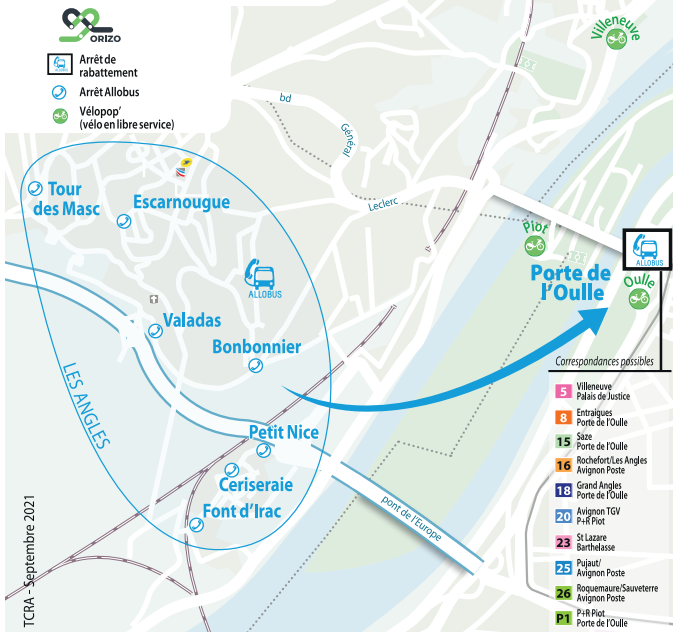 ORIZO
Arrêt de
rabattement
Arrêt Allobus
Vélopop'
(vélo en libre service)
Villeneuve
bd
Général
Leclerc
Tour
des Masc
Escarnougue
ALLOBUS
Piot
Porte de
l'Oulle
ALLOBUS
Oulle
Valadas
Bonbonnier
LES ANGLES
Petit Nice
Ceriseraie
Font d'Irac
pont de l'Europe
Correspondances possibles
5 Villeneuve
Palais de Justice
8 Entraigues
Porte de l'Oulle
15 Saze
Porte de l'Oulle
16 Rochefort/Les Angles
Avignon Poste
18 Grand Angles
Porte de l'Oulle
20 Avignon TGV
P+R Piot
23 St Lazare
Barthelasse
25 Pujaut/
Avignon Poste
26 Roquemaure/Sauveterre
Avignon Poste
P1 P+R Piot
Porte de l'Oulle
TCRA - Septembre 2021